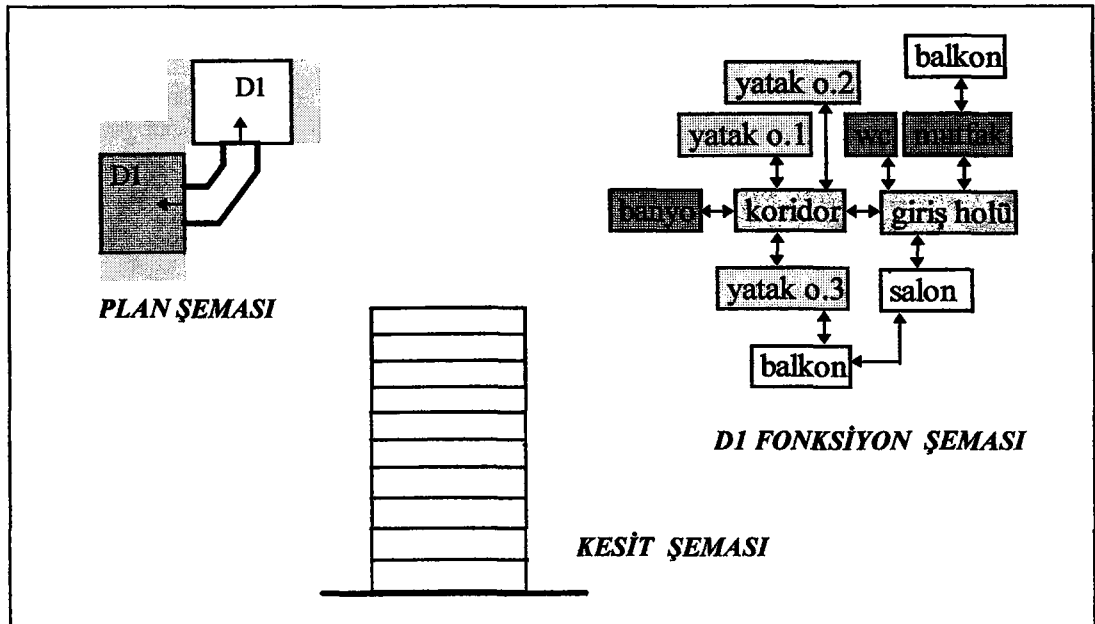 D1
D1
PLAN ŞEMASI
balkon
yatak o.2
yatak o.1
wc
mutfak
banyo
koridor
giriş holü
yatak o.3
salon
balkon
D1 FONKSİYON ŞEMASI
KESİT ŞEMASI